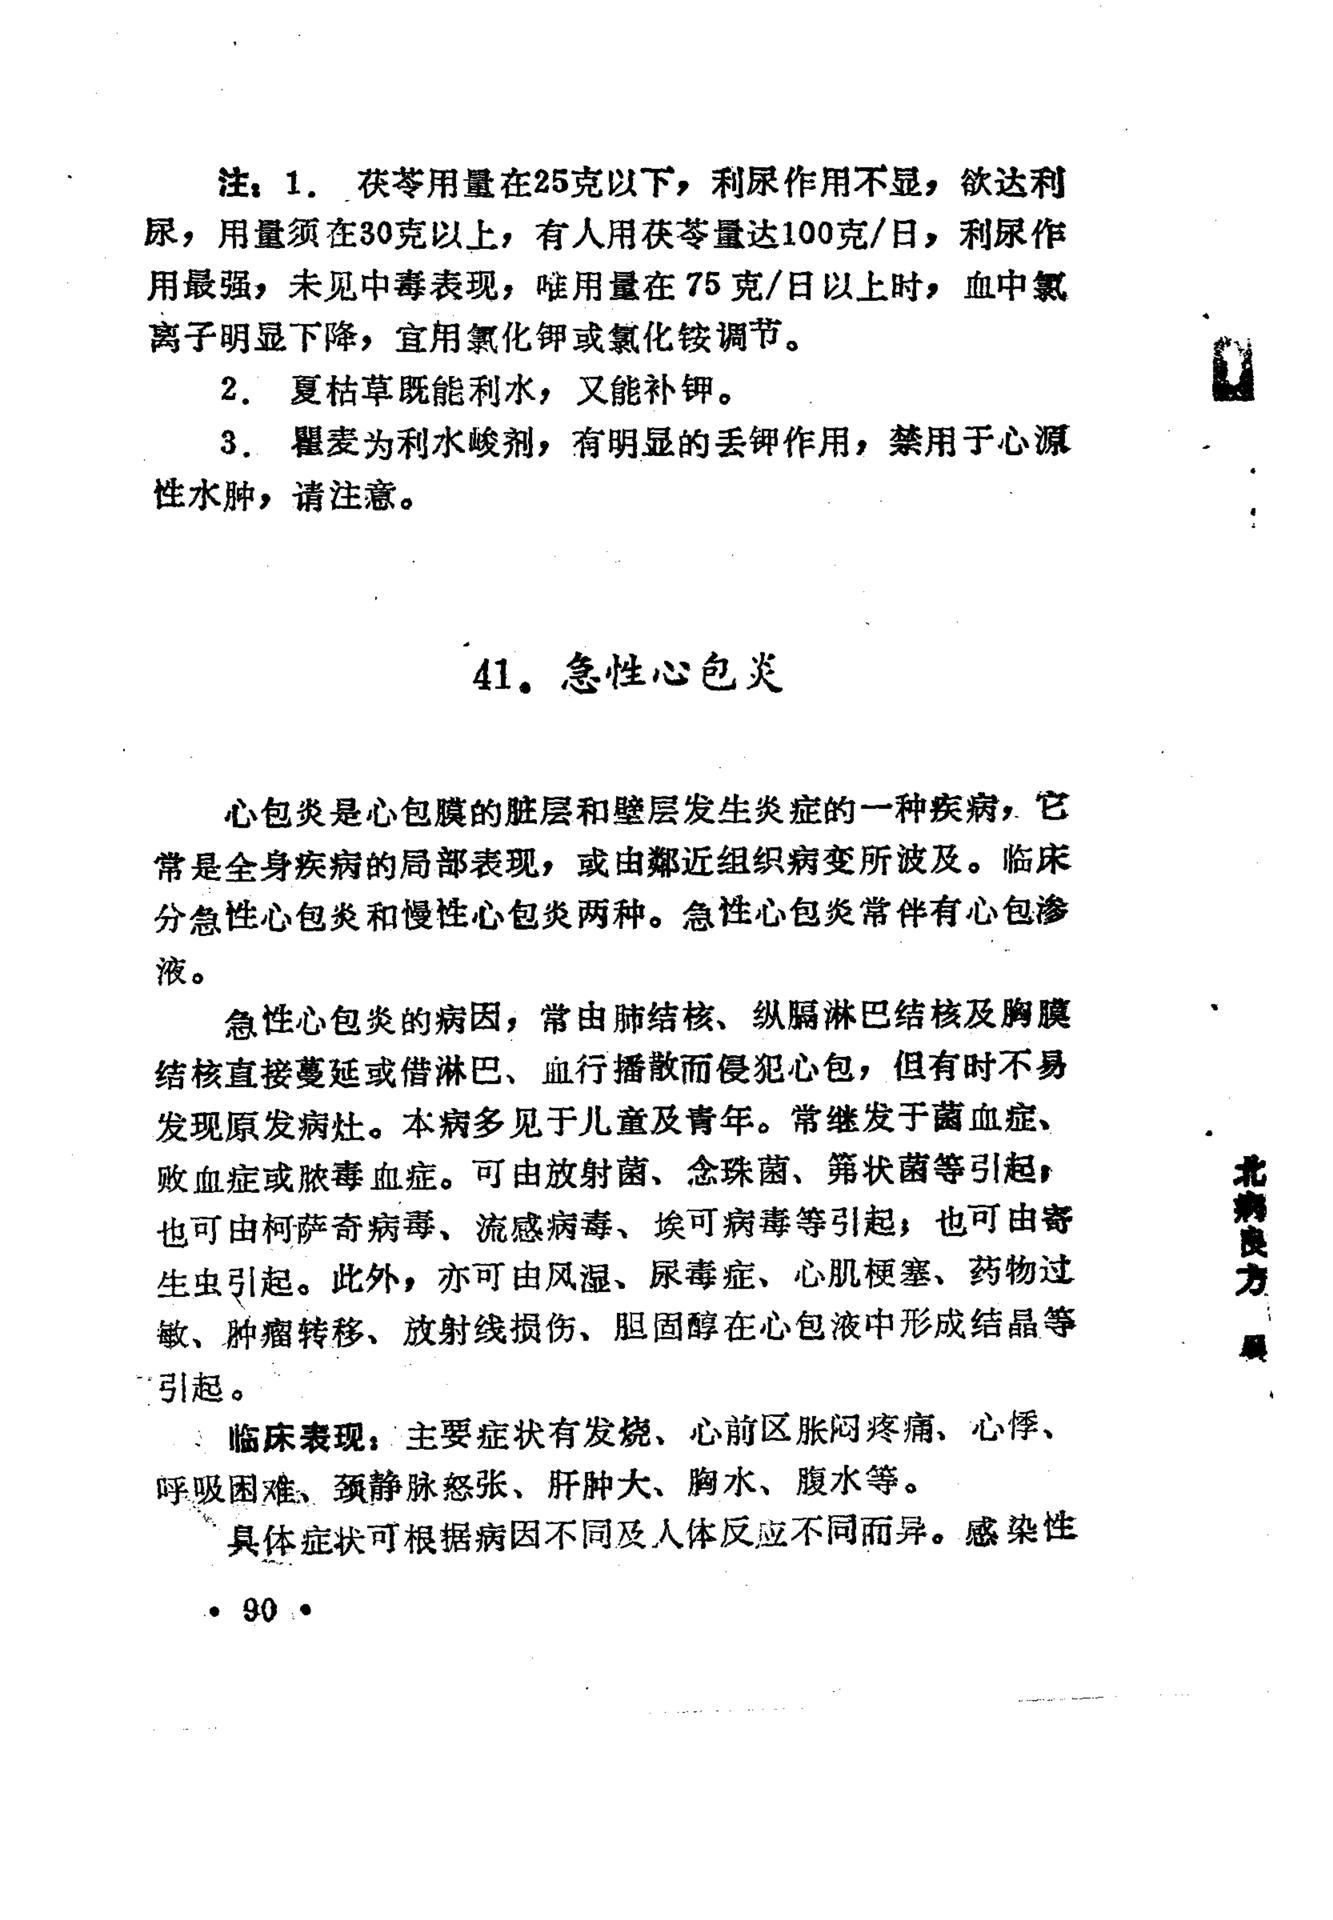 注：1. 茯苓用量在25克以下，利尿作用不显，欲达利
尿，用量须在30克以上，有人用茯苓量达100克/日，利尿作
用最强，未见中毒表现，唯用量在75克/日以上时，血中氯
离子明显下降，宜用氯化钾或氯化铵调节。
2. 夏枯草既能利水，又能补钾。
3. 瞿麦为利水峻剂，有明显的丢钾作用，禁用于心源
性水肿，请注意。
41. 急性心包炎
心包炎是心包膜的脏层和壁层发生炎症的一种疾病，它
常是全身疾病的局部表现，或由鄰近组织病变所波及。临床
分急性心包炎和慢性心包炎两种。急性心包炎常伴有心包渗
液。
急性心包炎的病因，常由肺结核、纵膈淋巴结核及胸膜
结核直接蔓延或借淋巴、血行播散而侵犯心包，但有时不易
发现原发病灶。本病多见于儿童及青年。常继发于菌血症、
败血症或脓毒血症。可由放射菌、念珠菌、第状菌等引起，
也可由柯萨奇病毒、流感病毒、埃可病毒等引起；也可由寄
生虫引起。此外，亦可由风湿、尿毒症、心肌梗塞、药物过
敏、肿瘤转移、放射线损伤、胆固醇在心包液中形成结晶等
引起。
临床表现：主要症状有发烧、心前区胀闷疼痛、心悸、
呼吸困难、颈静脉怒张、肝肿大、胸水、腹水等。
具体症状可根据病因不同及人体反应不同而异。感染性
• 90 •
北病良方